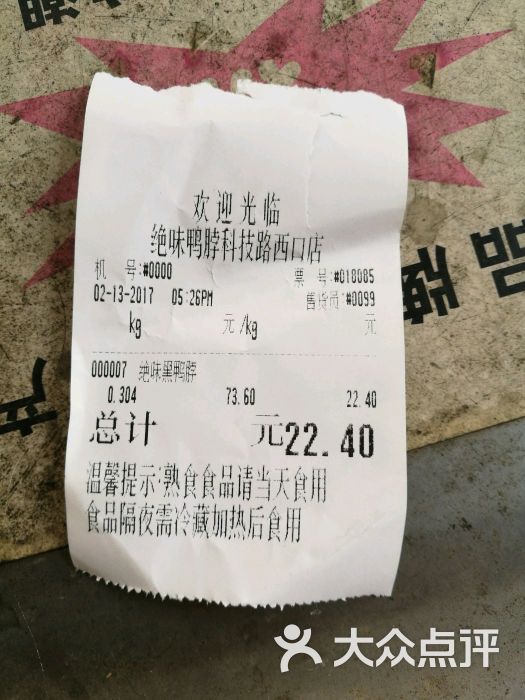 欢迎光临
绝味鸭脖科技路西口店
机 号:#0000 票 号:#018085
02-13-2017 05:26PM 售货员:#0099
kg 元/kg 元
000007 绝味黑鸭脖
0.304 73.60 22.40
总计 元22.40
温馨提示:熟食食品请当天食用
食品隔夜需冷藏加热后食用
品牌
大众点评